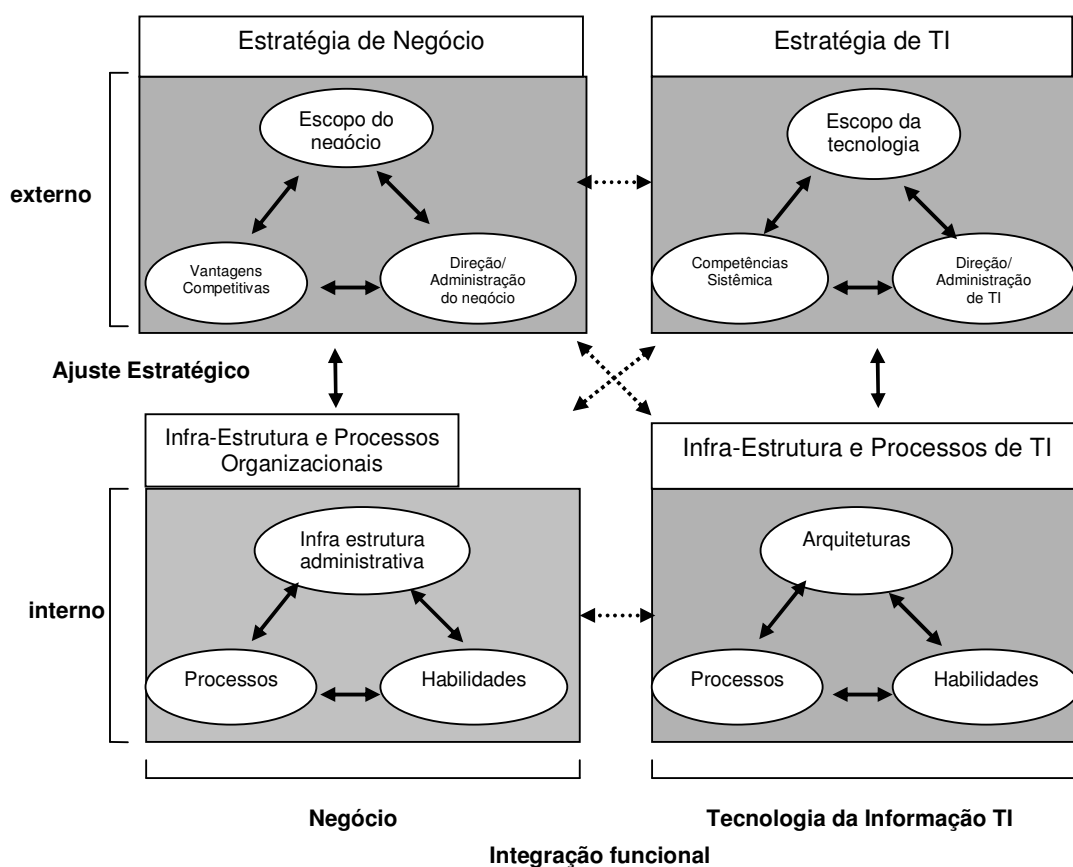 Estratégia de Negócio
Estratégia de TI
Escopo do
negócio
Escopo da
tecnologia
externo
Vantagens
Competitivas
Direção/
Administração
do negócio
Competências
Sistêmica
Direção/
Administração
de TI
Ajuste Estratégico
Infra-Estrutura e Processos
Organizacionais
Infra-Estrutura e Processos de TI
Infra estrutura
administrativa
Arquiteturas
interno
Processos
Habilidades
Processos
Habilidades
Negócio
Tecnologia da Informação TI
Integração funcional